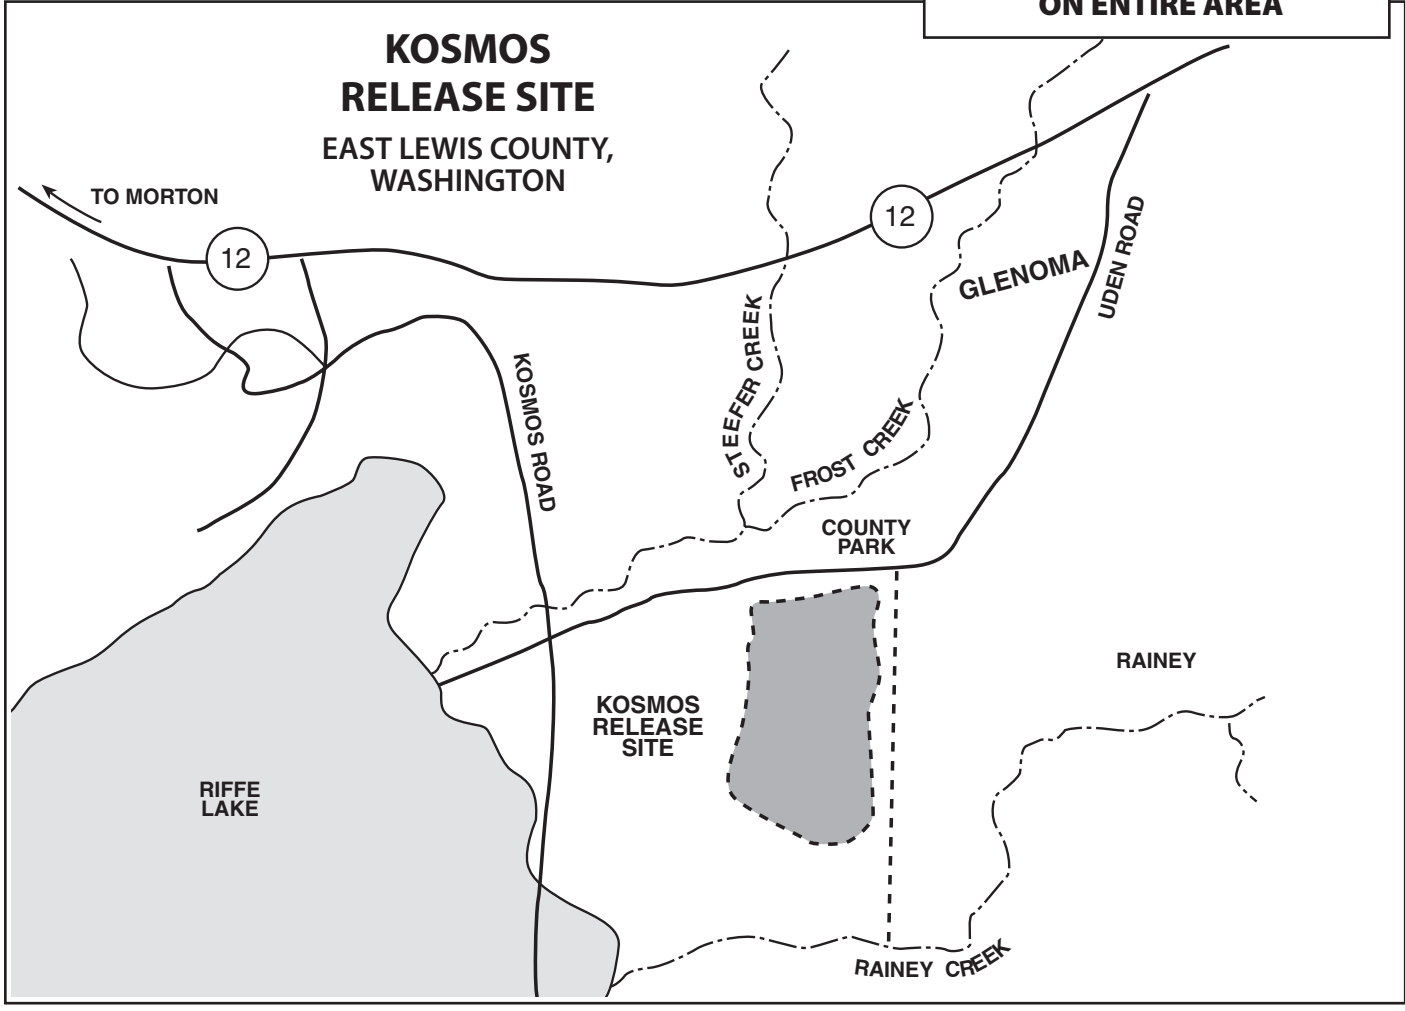 ON ENTIRE AREA
KOSMOS
RELEASE SITE
EAST LEWIS COUNTY,
WASHINGTON
TO MORTON
12
12
GLENOMA
UDEN ROAD
STEEFER CREEK
KOSMOS ROAD
FROST CREEK
COUNTY
PARK
RAINEY
KOSMOS
RELEASE
SITE
RIFFE
LAKE
RAINEY CREEK